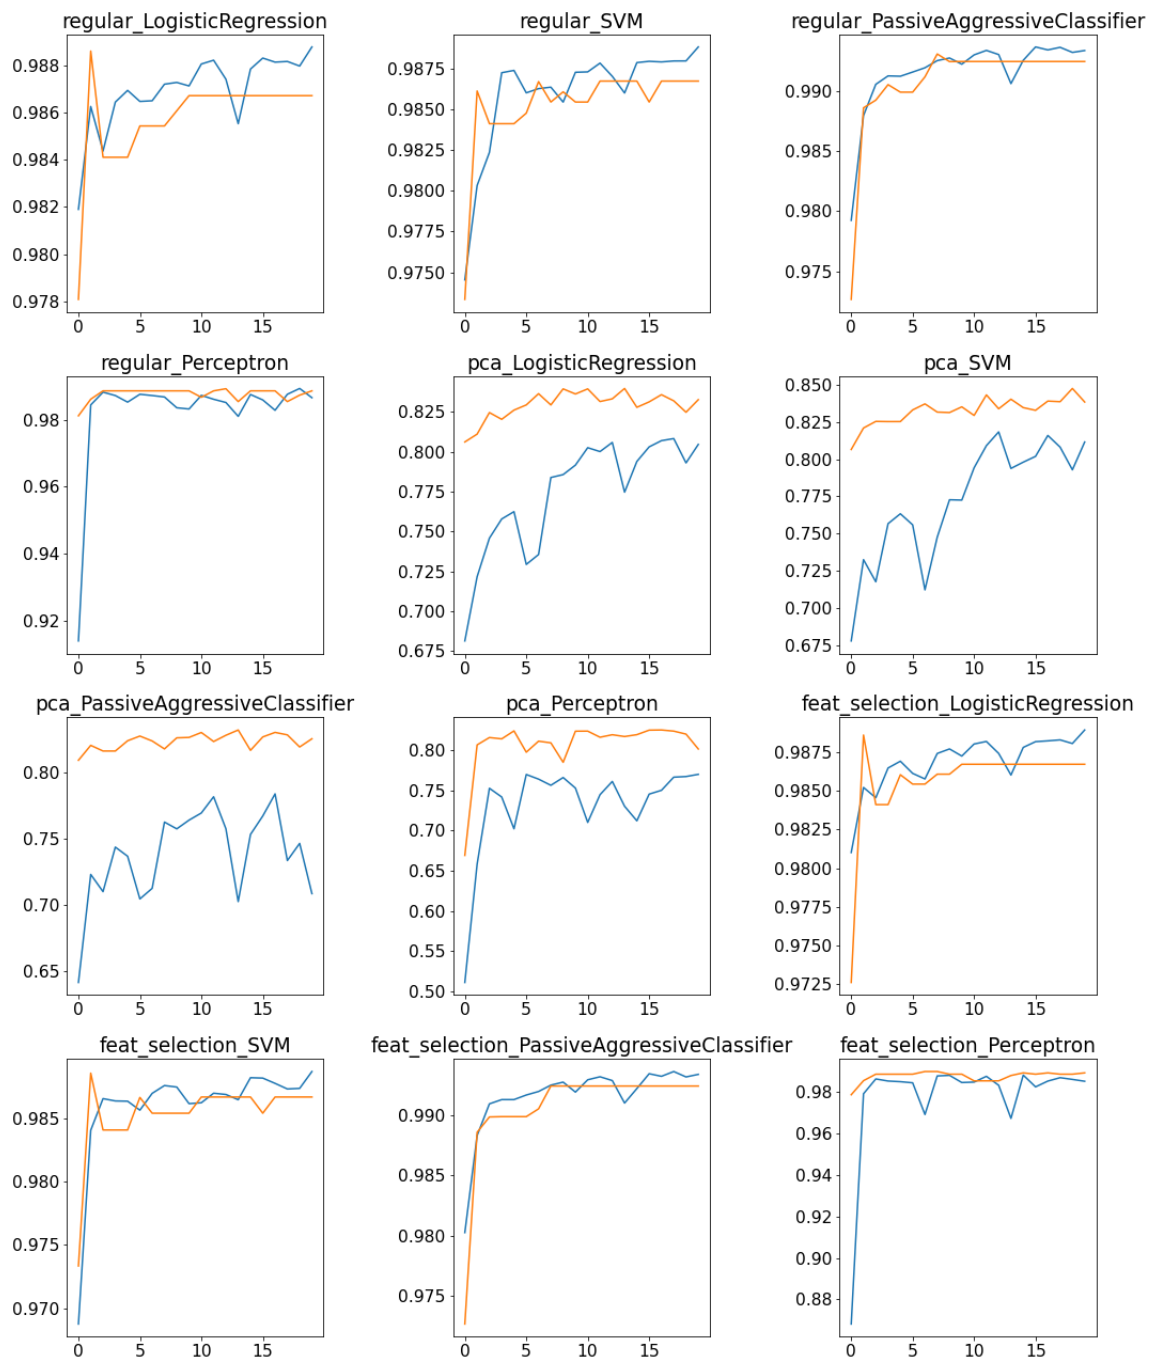 regular_LogisticRegression
0.988
0.986
0.984
0.982
0.980
0.978
0 5 10 15
regular_SVM
0.9875
0.9850
0.9825
0.9800
0.9775
0.9750
0 5 10 15
regular_PassiveAggressiveClassifier
0.990
0.985
0.980
0.975
0 5 10 15
regular_Perceptron
0.98
0.96
0.94
0.92
0 5 10 15
pca_LogisticRegression
0.825
0.800
0.775
0.750
0.725
0.700
0.675
0 5 10 15
pca_SVM
0.850
0.825
0.800
0.775
0.750
0.725
0.700
0.675
0 5 10 15
pca_PassiveAggressiveClassifier
0.80
0.75
0.70
0.65
0 5 10 15
pca_Perceptron
0.80
0.75
0.70
0.65
0.60
0.55
0.50
0 5 10 15
feat_selection_LogisticRegression
0.9875
0.9850
0.9825
0.9800
0.9775
0.9750
0.9725
0 5 10 15
feat_selection_SVM
0.985
0.980
0.975
0.970
0 5 10 15
feat_selection_PassiveAggressiveClassifier
0.990
0.985
0.980
0.975
0 5 10 15
feat_selection_Perceptron
0.98
0.96
0.94
0.92
0.90
0.88
0 5 10 15